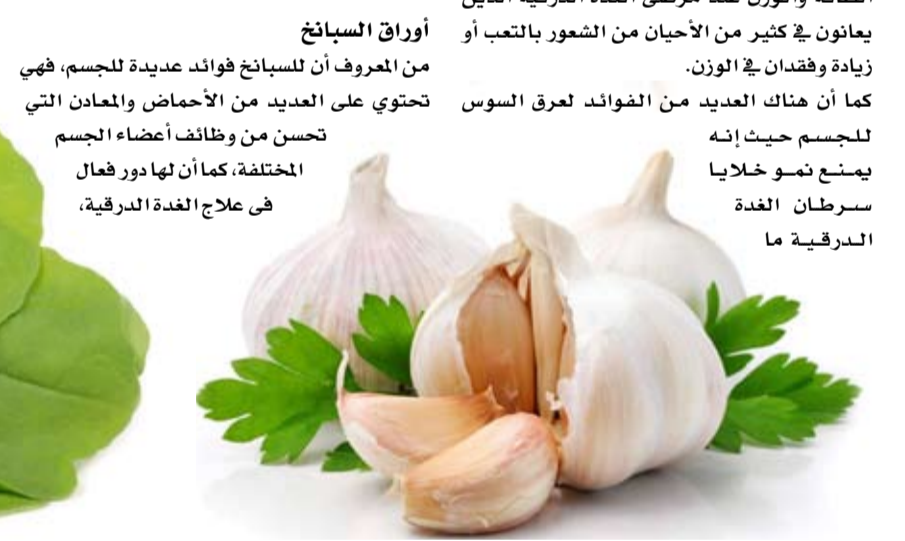 يعانون في كثير من الأحيان من الشعور بالتعب أو
زيادة وفقدان في الوزن.
كما أن هناك العديد من الفوائد لعرق السوس
للجسم حيث إنه
يمنع نمو خلايا
سرطان الغدة
الدرقية ما
أوراق السبانخ
من المعروف أن للسبانخ فوائد عديدة للجسم، فهي
تحتوي على العديد من الأحماض والمعادن التي
تحسن من وظائف أعضاء الجسم
المختلفة، كما أن لها دور فعال
فى علاج الغدة الدرقية،